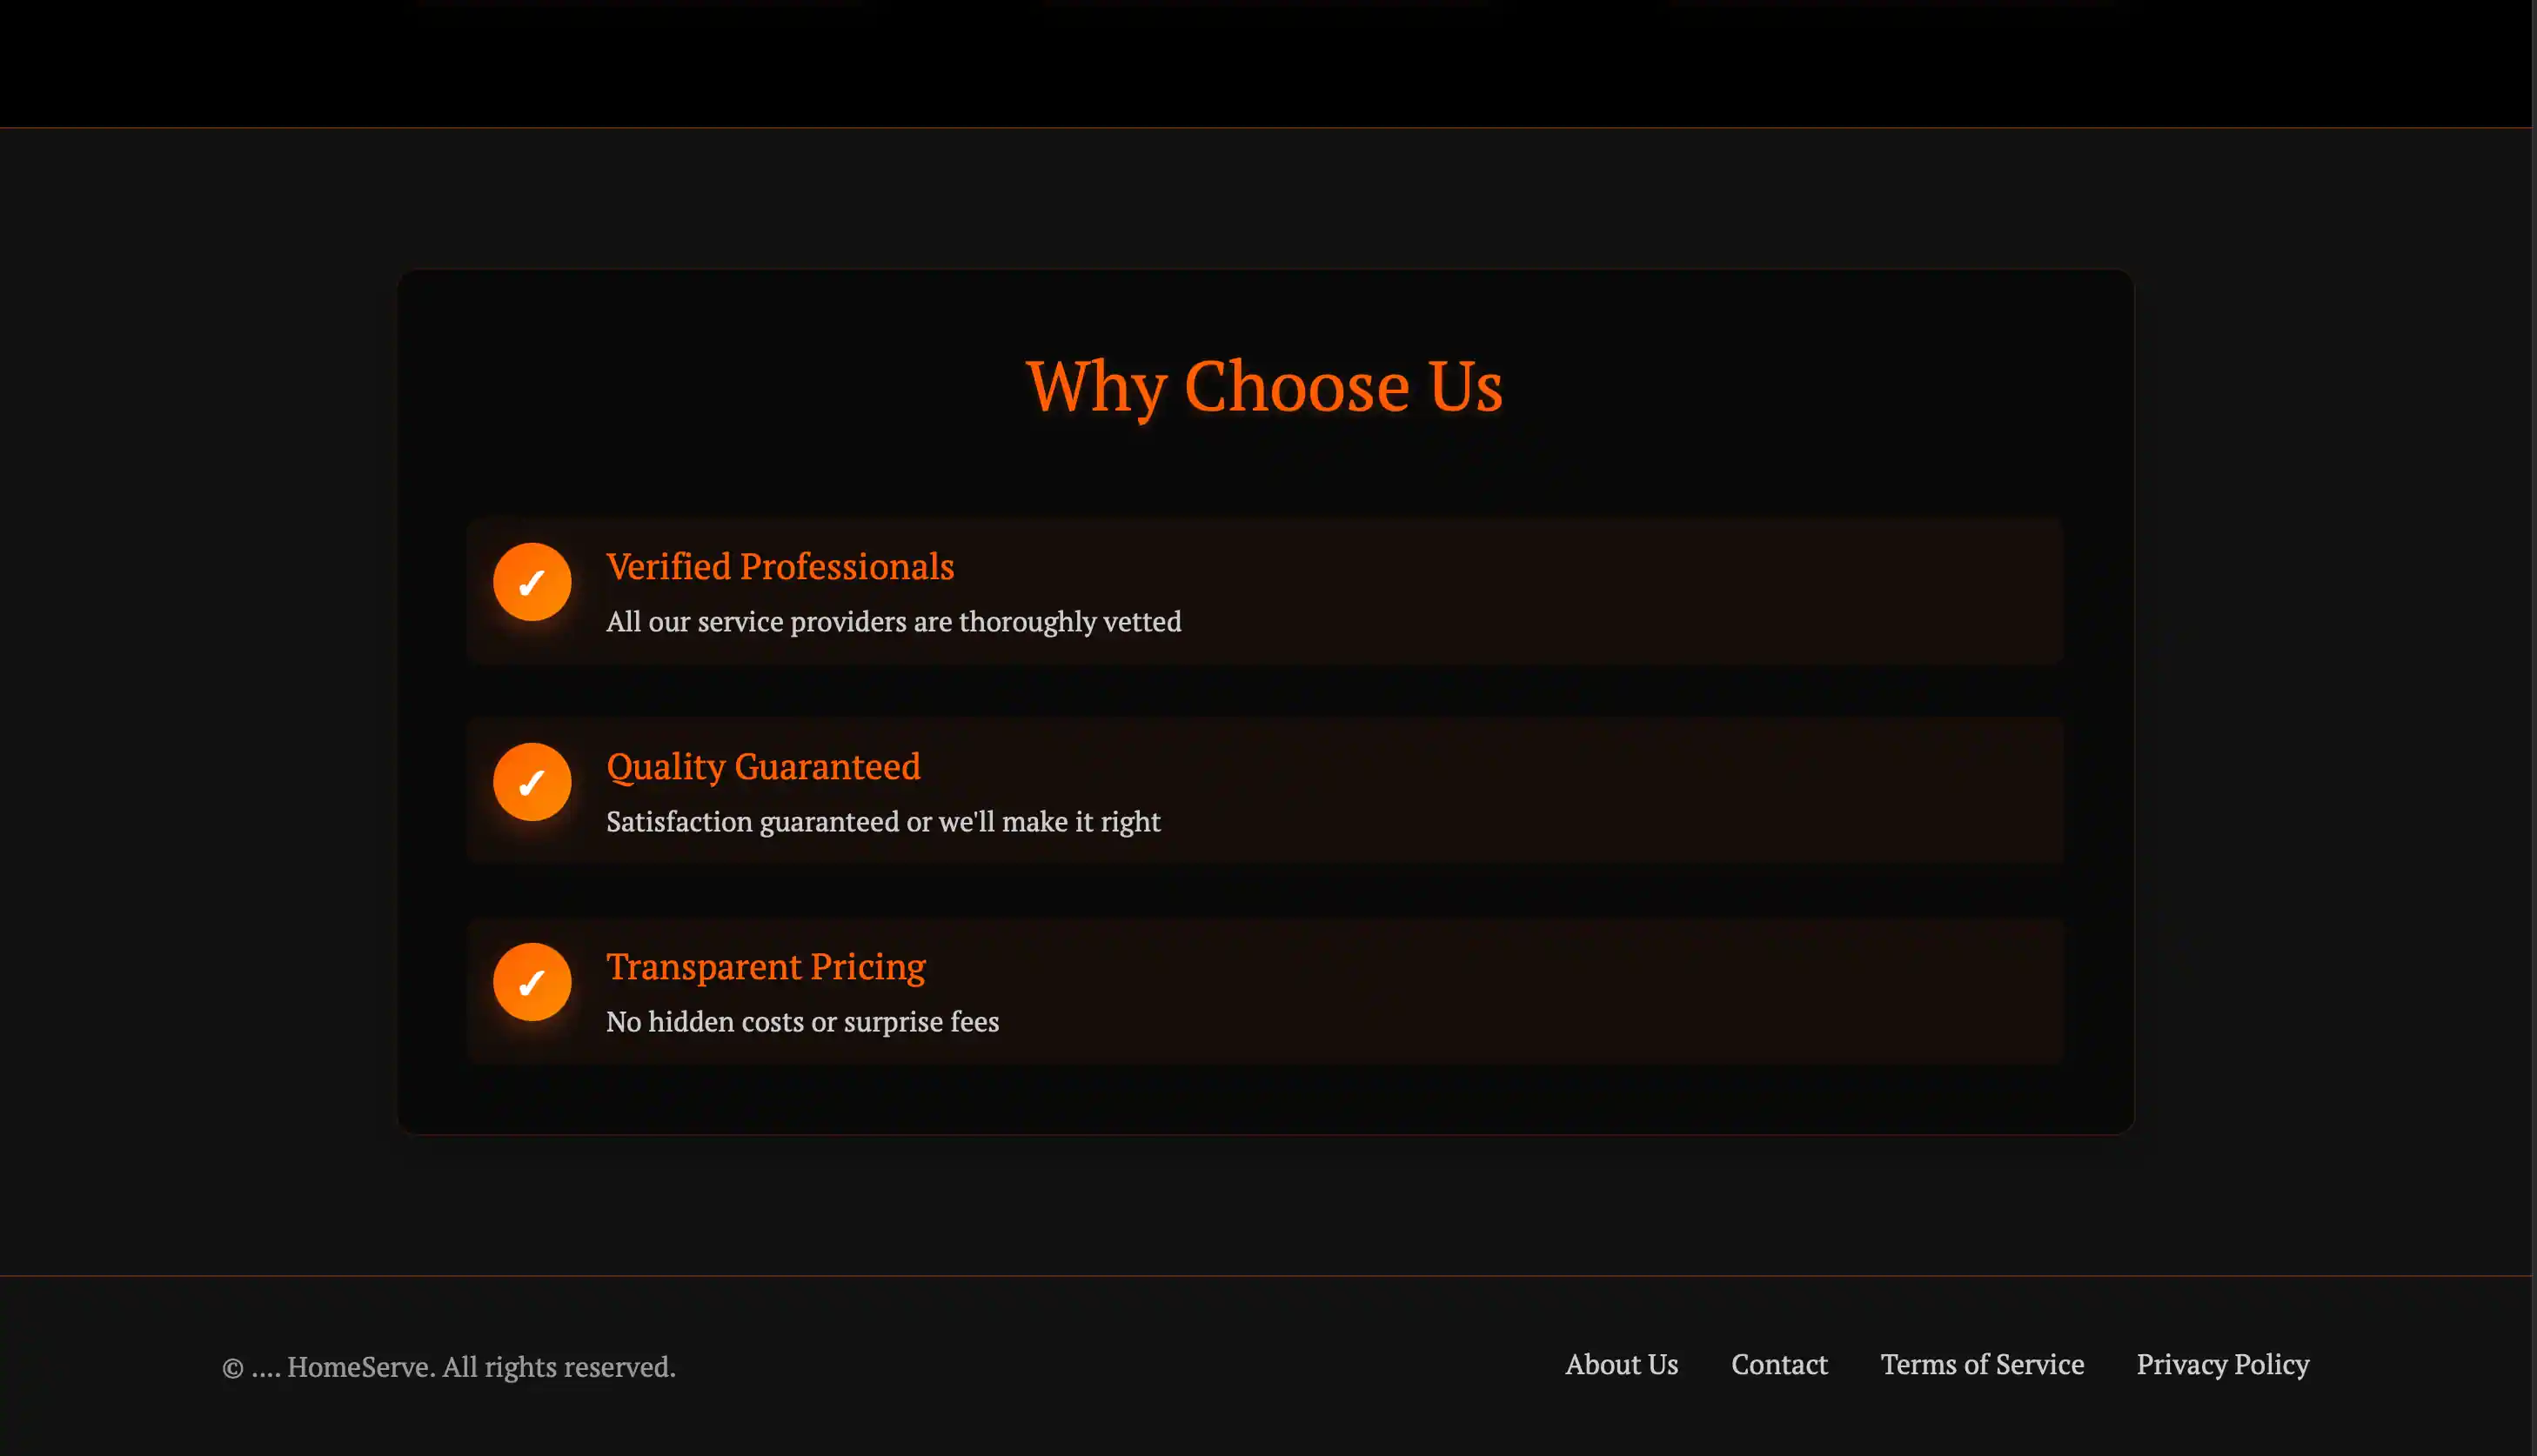 Why Choose Us
✓ Verified Professionals
All our service providers are thoroughly vetted
✓ Quality Guaranteed
Satisfaction guaranteed or we'll make it right
✓ Transparent Pricing
No hidden costs or surprise fees
© .... HomeServe. All rights reserved.
About Us Contact Terms of Service Privacy Policy